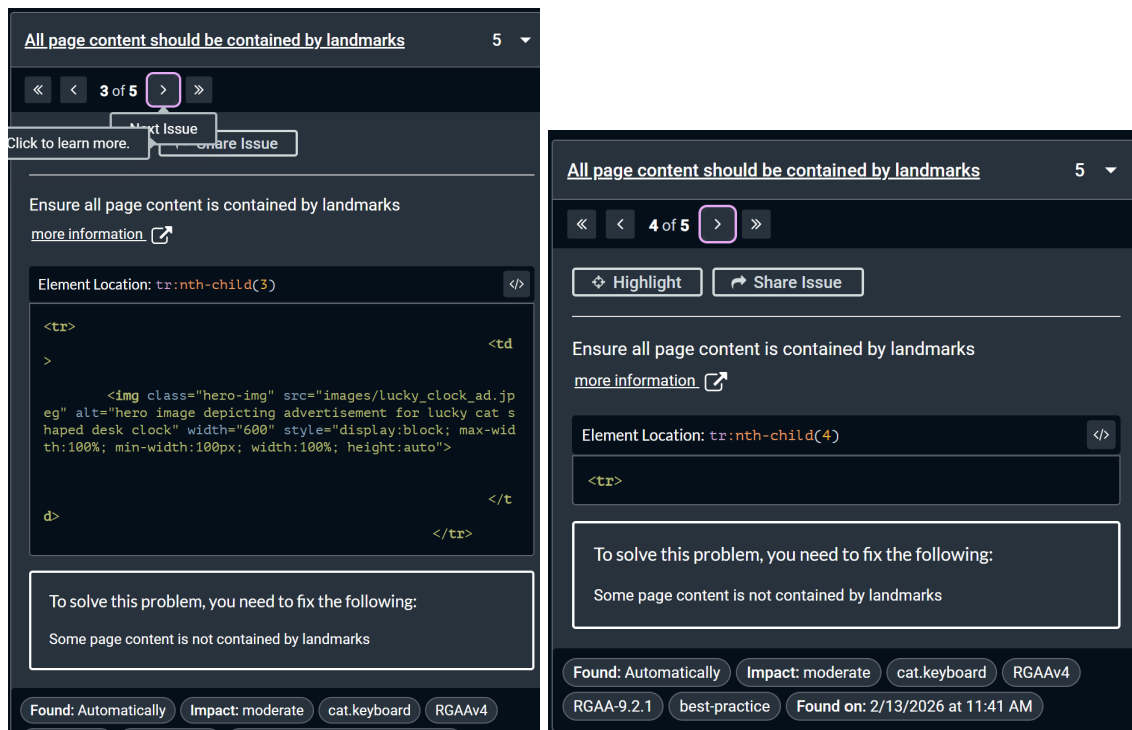 All page content should be contained by landmarks 5
3 of 5
Next Issue
Click to learn more.
Share Issue
Ensure all page content is contained by landmarks
more information
Element Location: tr:nth-child(3)
</>
<tr>
<td
>
<img class="hero-img" src="images/lucky_clock_ad.jp
eg" alt="hero image depicting advertisement for lucky cat s
haped desk clock" width="600" style="display:block; max-wid
th:100%; min-width:100px; width:100%; height:auto">
</t
d>
</tr>
To solve this problem, you need to fix the following:
Some page content is not contained by landmarks
Found: Automatically
Impact: moderate
cat.keyboard
RGAAv4
All page content should be contained by landmarks 5
4 of 5
Highlight
Share Issue
Ensure all page content is contained by landmarks
more information
Element Location: tr:nth-child(4)
</>
<tr>
To solve this problem, you need to fix the following:
Some page content is not contained by landmarks
Found: Automatically
Impact: moderate
cat.keyboard
RGAAv4
RGAA-9.2.1
best-practice
Found on: 2/13/2026 at 11:41 AM